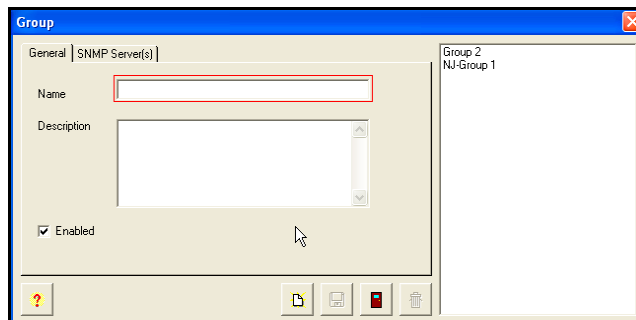 Group
General
SNMP Server(s)
Name
Description
Enabled
?
Group 2
NJ-Group 1